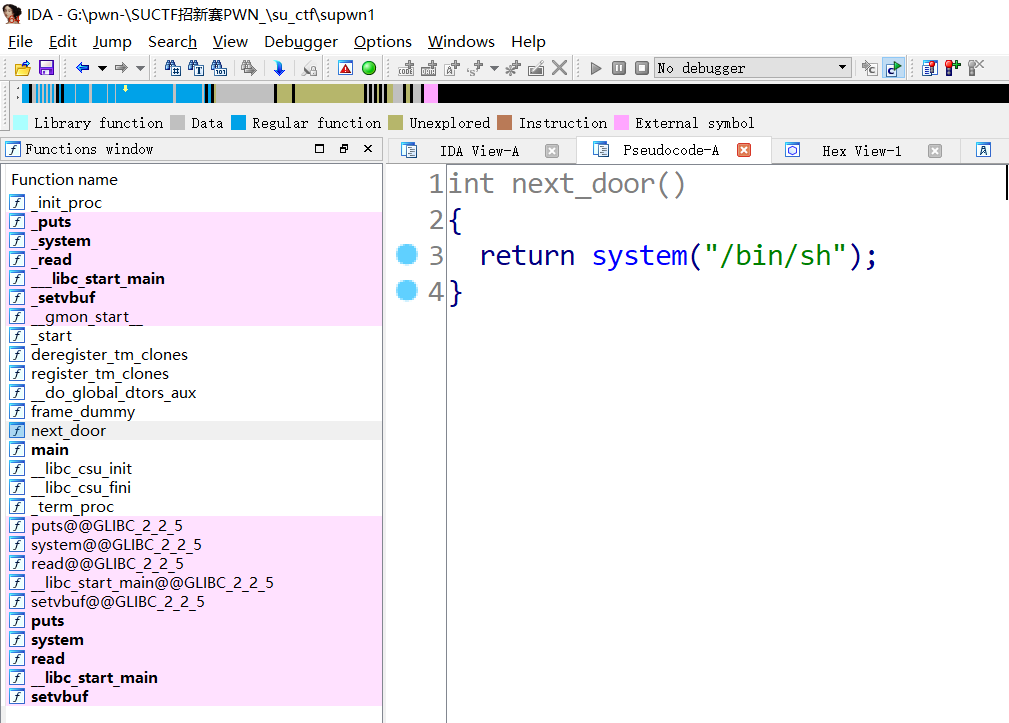 IDA - G:\pwn-\SUCTF招新赛PWN_\su_ctf\supwn1
File Edit Jump Search View Debugger Options Windows Help
No debugger
Library function Data Regular function Unexplored Instruction External symbol
Functions window
IDA View-A Pseudocode-A Hex View-1
Function name
_init_proc
_puts
_system
_read
___libc_start_main
_setvbuf
__gmon_start__
_start
deregister_tm_clones
register_tm_clones
__do_global_dtors_aux
frame_dummy
next_door
main
__libc_csu_init
__libc_csu_fini
_term_proc
puts@@GLIBC_2_2_5
system@@GLIBC_2_2_5
read@@GLIBC_2_2_5
__libc_start_main@@GLIBC_2_2_5
setvbuf@@GLIBC_2_2_5
puts
system
read
__libc_start_main
setvbuf
1 int next_door()
2 {
3 return system("/bin/sh");
4 }